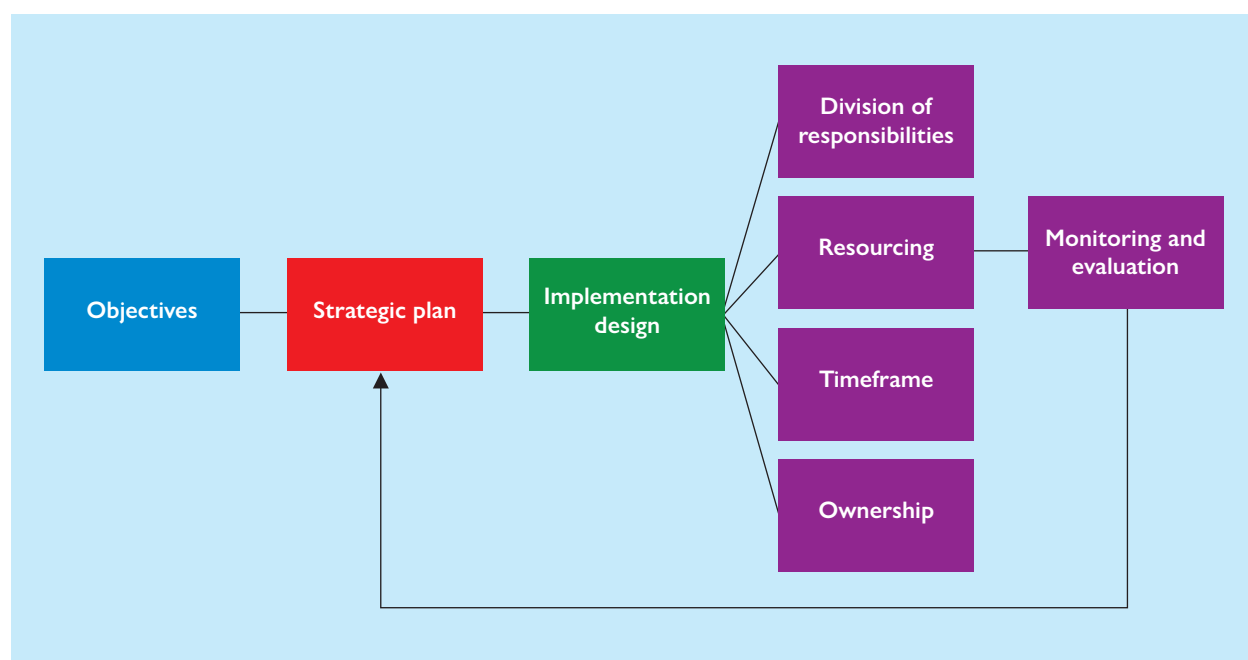 Objectives
Strategic plan
Implementation
design
Division of
responsibilities
Resourcing
Timeframe
Ownership
Monitoring and
evaluation